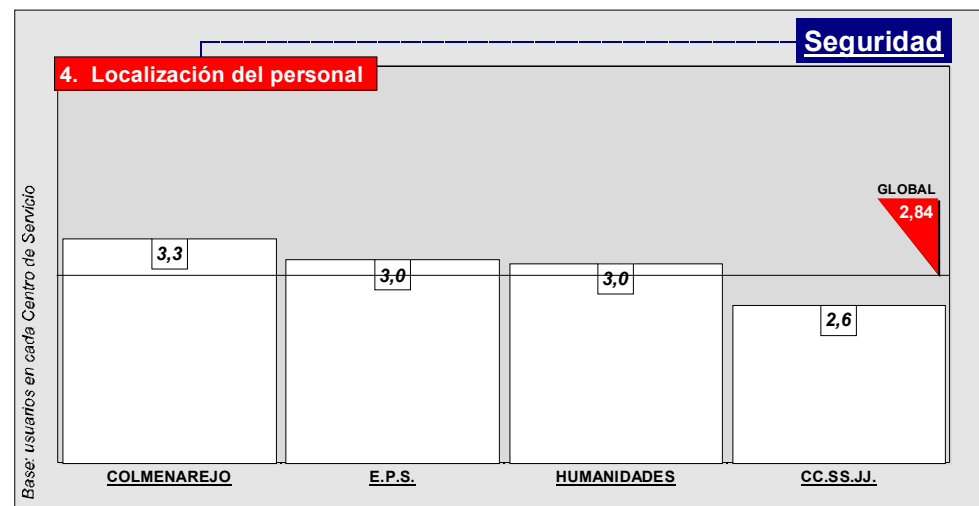 Seguridad
4. Localización del personal
GLOBAL
2,84
3,3
3,0
3,0
2,6
COLMENAREJO
E.P.S.
HUMANIDADES
CC.SS.JJ.
Base: usuarios en cada Centro de Servicio